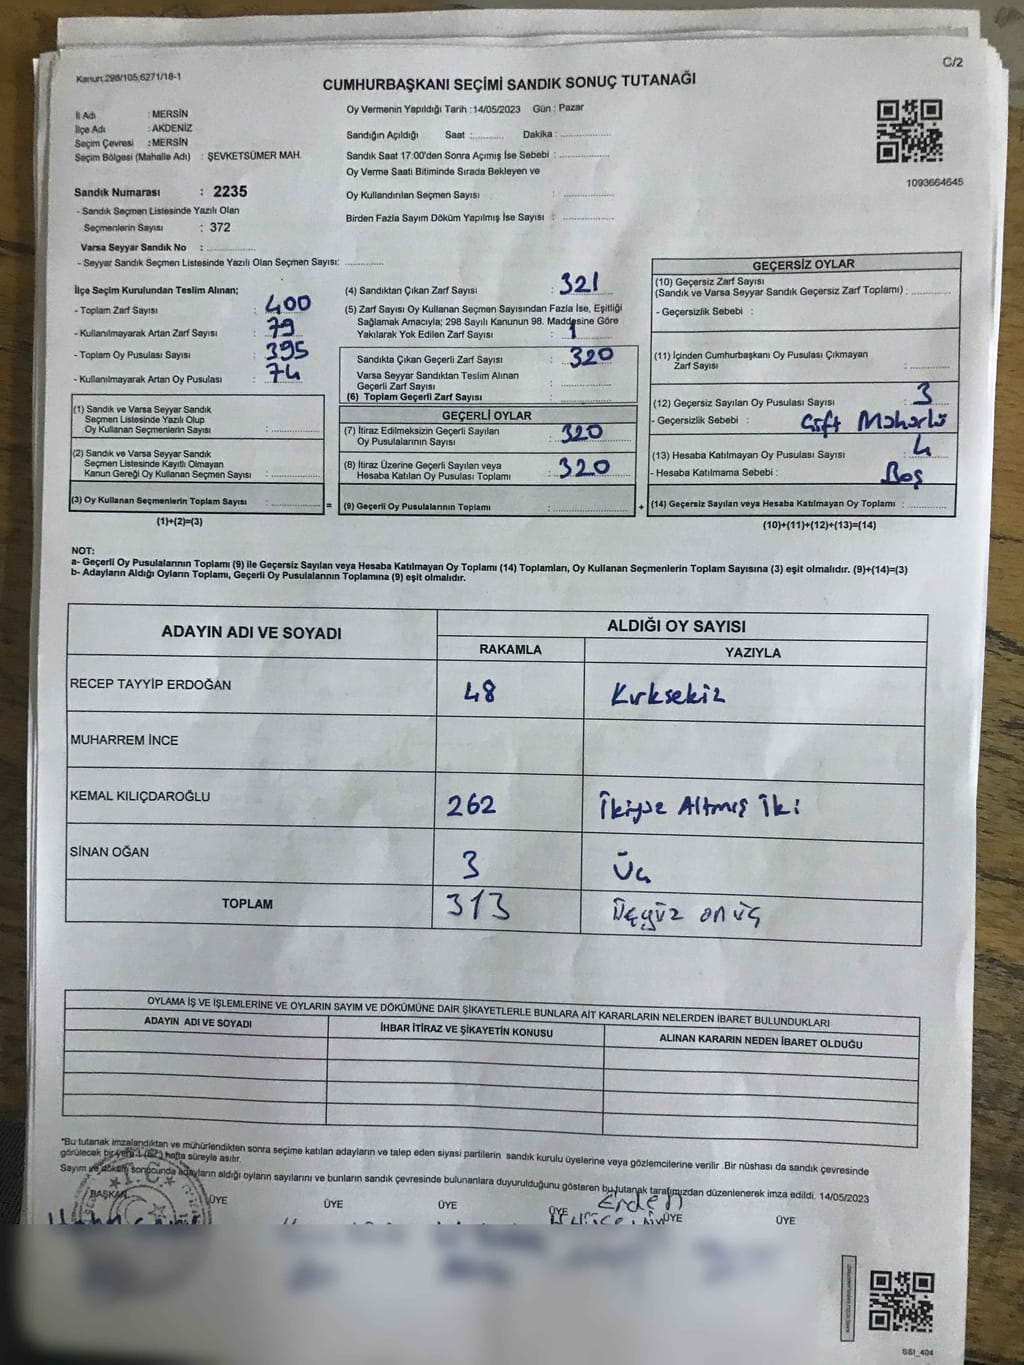 Kanun:298/105,6271/18-1
C/2
CUMHURBAŞKANI SEÇİMİ SANDIK SONUÇ TUTANAĞI
İl Adı : MERSİN
İlçe Adı : AKDENİZ
Seçim Çevresi : MERSİN
Seçim Bölgesi (Mahalle Adı) : ŞEVKETSÜMER MAH.
Sandık Numarası : 2235
- Sandık Seçmen Listesinde Yazılı Olan
Seçmenlerin Sayısı : 372
Varsa Seyyar Sandık No : ..............
- Seyyar Sandık Seçmen Listesinde Yazılı Olan Seçmen Sayısı: ............
Oy Vermenin Yapıldığı Tarih : 14/05/2023 Gün : Pazar
Sandığın Açıldığı Saat :.......... Dakika : ................
Sandık Saat 17:00'den Sonra Açımış İse Sebebi : ................
Oy Verme Saati Bitiminde Sırada Bekleyen ve
Oy Kullandırılan Seçmen Sayısı : ................
Birden Fazla Sayım Döküm Yapılmış İse Sayısı : ................
1093664645
İlçe Seçim Kurulundan Teslim Alınan;
- Toplam Zarf Sayısı : 400
- Kullanılmayarak Artan Zarf Sayısı : 79
- Toplam Oy Pusulası Sayısı : 395
- Kullanılmayarak Artan Oy Pusulası : 74
(1) Sandık ve Varsa Seyyar Sandık
Seçmen Listesinde Yazılı Olup
Oy Kullanan Seçmenlerin Sayısı : ................
(2) Sandık ve Varsa Seyyar Sandık
Seçmen Listesinde Kayıtlı Olmayan
Kanun Gereği Oy Kullanan Seçmen Sayısı : ................
(3) Oy Kullanan Seçmenlerin Toplam Sayısı : ................ =
(1)+(2)=(3)
(4) Sandıktan Çıkan Zarf Sayısı : 321
(5) Zarf Sayısı Oy Kullanan Seçmen Sayısından Fazla İse, Eşitliği
Sağlamak Amacıyla; 298 Sayılı Kanunun 98. Maddesine Göre
Yakılarak Yok Edilen Zarf Sayısı : 1
Sandıkta Çıkan Geçerli Zarf Sayısı : 320
Varsa Seyyar Sandıktan Teslim Alınan
Geçerli Zarf Sayısı : ................
(6) Toplam Geçerli Zarf Sayısı : ................
GEÇERLİ OYLAR
(7) İtiraz Edilmeksizin Geçerli Sayılan
Oy Pusulalarının Sayısı : 320
(8) İtiraz Üzerine Geçerli Sayılan veya
Hesaba Katılan Oy Pusulası Toplamı : 320
(9) Geçerli Oy Pusulalarının Toplamı : ................ +
GEÇERSİZ OYLAR
(10) Geçersiz Zarf Sayısı
(Sandık ve Varsa Seyyar Sandık Geçersiz Zarf Toplamı) : ............
- Geçersizlik Sebebi :
(11) İçinden Cumhurbaşkanı Oy Pusulası Çıkmayan
Zarf Sayısı : ............
(12) Geçersiz Sayılan Oy Pusulası Sayısı : 3
- Geçersizlik Sebebi : Çift Mühürlü
(13) Hesaba Katılmayan Oy Pusulası Sayısı : 4
- Hesaba Katılmama Sebebi : Boş
(14) Geçersiz Sayılan veya Hesaba Katılmayan Oy Toplamı : ............
(10)+(11)+(12)+(13)=(14)
NOT:
a- Geçerli Oy Pusulalarının Toplamı (9) ile Geçersiz Sayılan veya Hesaba Katılmayan Oy Toplamı (14) Toplamları, Oy Kullanan Seçmenlerin Toplam Sayısına (3) eşit olmalıdır. (9)+(14)=(3)
b- Adayların Aldığı Oyların Toplamı, Geçerli Oy Pusulalarının Toplamına (9) eşit olmalıdır.
ADAYIN ADI VE SOYADI ALDIĞI OY SAYISI
RAKAMLA YAZIYLA
RECEP TAYYİP ERDOĞAN 48 Kırksekiz
MUHARREM İNCE
KEMAL KILIÇDAROĞLU 262 İkiyüz Altmış İki
SİNAN OĞAN 3 Üç
TOPLAM 313 Üçyüz onüç
OYLAMA İŞ VE İŞLEMLERİNE VE OYLARIN SAYIM VE DÖKÜMÜNE DAİR ŞİKAYETLERLE BUNLARA AİT KARARLARIN NELERDEN İBARET BULUNDUKLARI
ADAYIN ADI VE SOYADI İHBAR İTİRAZ VE ŞİKAYETİN KONUSU ALINAN KARARIN NEDEN İBARET OLDUĞU
*Bu tutanak imzalandıktan ve mühürlendikten sonra seçime katılan adayların ve talep eden siyasi partilerin sandık kurulu üyelerine veya gözlemcilerine verilir .Bir nüshası da sandık çevresinde
görülecek bir yere 1 (Bir) hafta süreyle asılır.
Sayım ve döküm sonucunda adayların aldığı oyların sayılarını ve bunların sandık çevresinde bulunanlara duyurulduğunu gösteren bu tutanak tarafımızdan düzenlenerek imza edildi. 14/05/2023
BAŞKAN ÜYE ÜYE ÜYE ÜYE ÜYE ÜYE
Erden
SSI_404